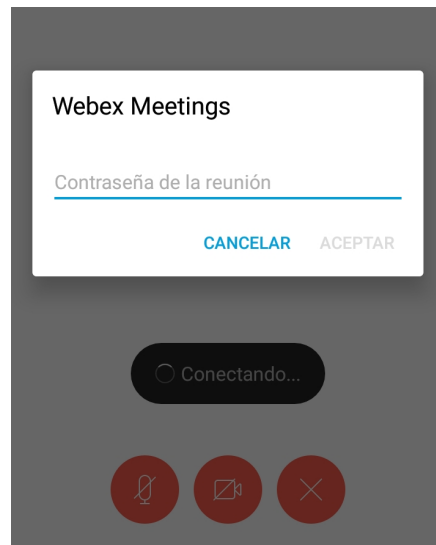 Webex Meetings
Contraseña de la reunión
CANCELAR ACEPTAR
Conectando...